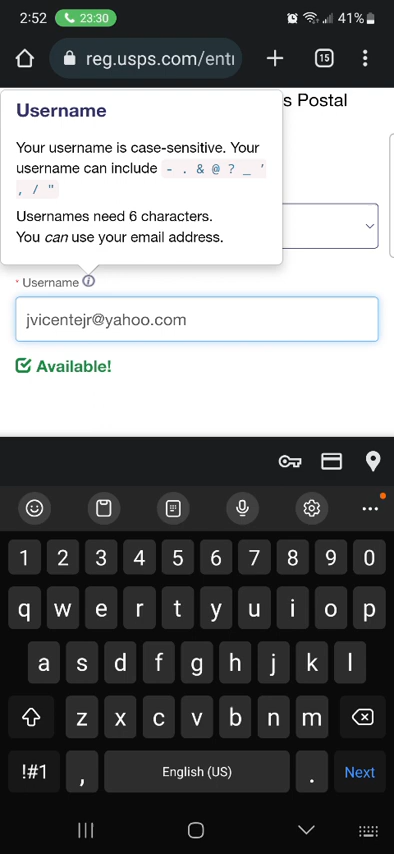 2:52 23:30 41%
reg.usps.com/entr 15
s Postal
Username
Your username is case-sensitive. Your
username can include - . & @ ? _ ’
, / "
Usernames need 6 characters.
You can use your email address.
* Username
jvicentejr@yahoo.com
Available!
1 2 3 4 5 6 7 8 9 0
q w e r t y u i o p
a s d f g h j k l
z x c v b n m
!#1 , English (US) . Next